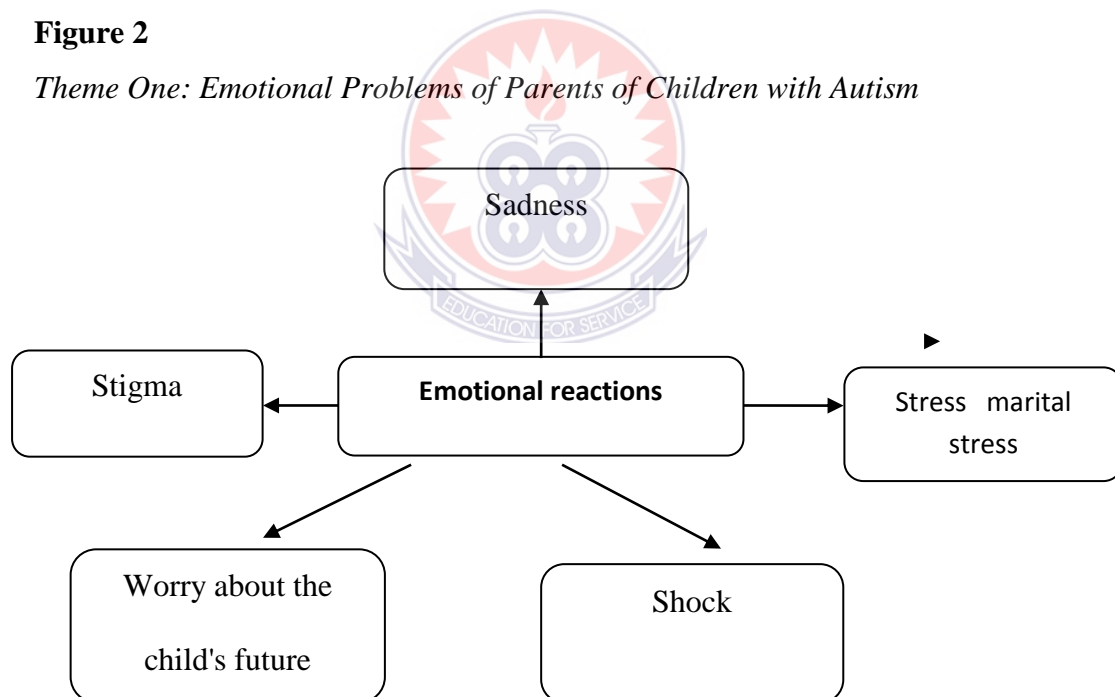 Figure 2
Theme One: Emotional Problems of Parents of Children with Autism
Sadness
EDUCATION FOR SERVICE
Stigma
Emotional reactions
Stress marital
stress
Worry about the
child's future
Shock